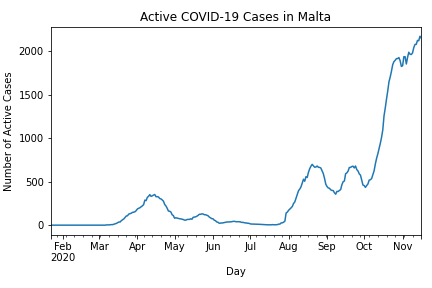 Active COVID-19 Cases in Malta
Number of Active Cases
2000
1500
1000
500
0
Feb Mar Apr May Jun Jul Aug Sep Oct Nov
2020
Day